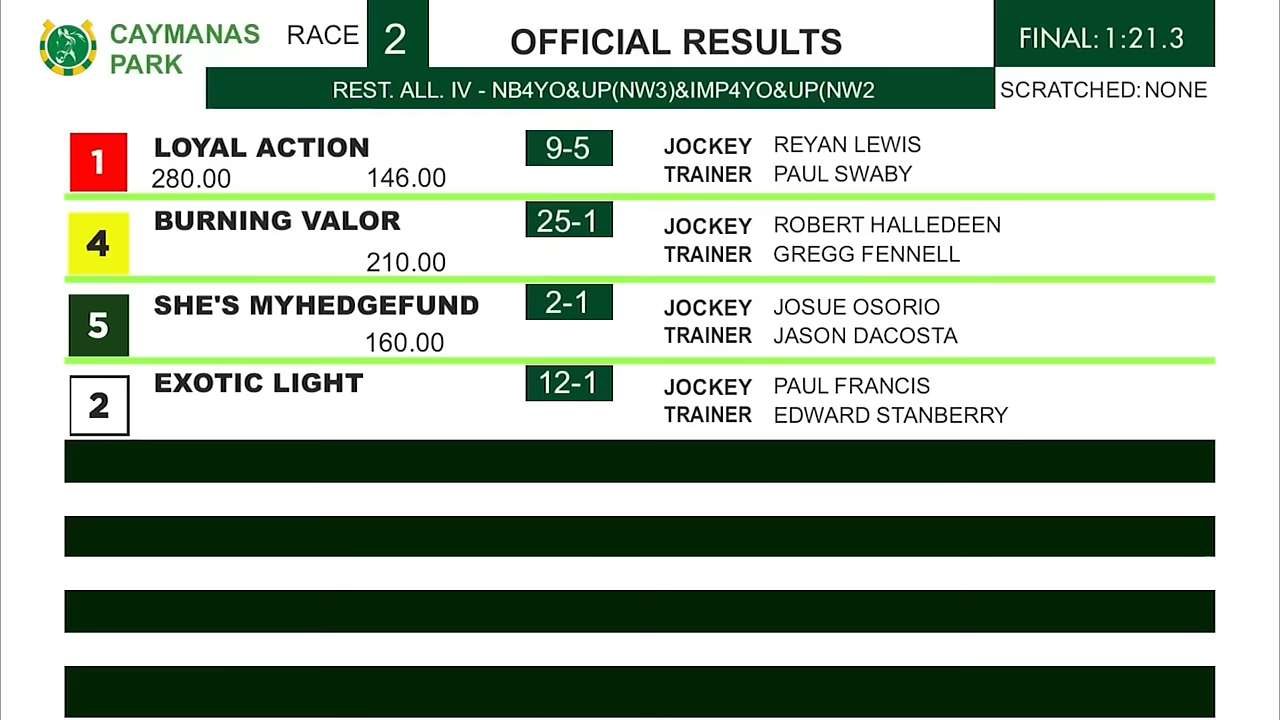 CAYMANAS PARK
RACE 2
OFFICIAL RESULTS
FINAL: 1:21.3
REST. ALL. IV - NB4YO&UP(NW3)&IMP4YO&UP(NW2
SCRATCHED: NONE
1 LOYAL ACTION 9-5 JOCKEY REYAN LEWIS
280.00 146.00 TRAINER PAUL SWABY
4 BURNING VALOR 25-1 JOCKEY ROBERT HALLEDEEN
210.00 TRAINER GREGG FENNELL
5 SHE'S MYHEDGEFUND 2-1 JOCKEY JOSUE OSORIO
160.00 TRAINER JASON DACOSTA
2 EXOTIC LIGHT 12-1 JOCKEY PAUL FRANCIS
TRAINER EDWARD STANBERRY